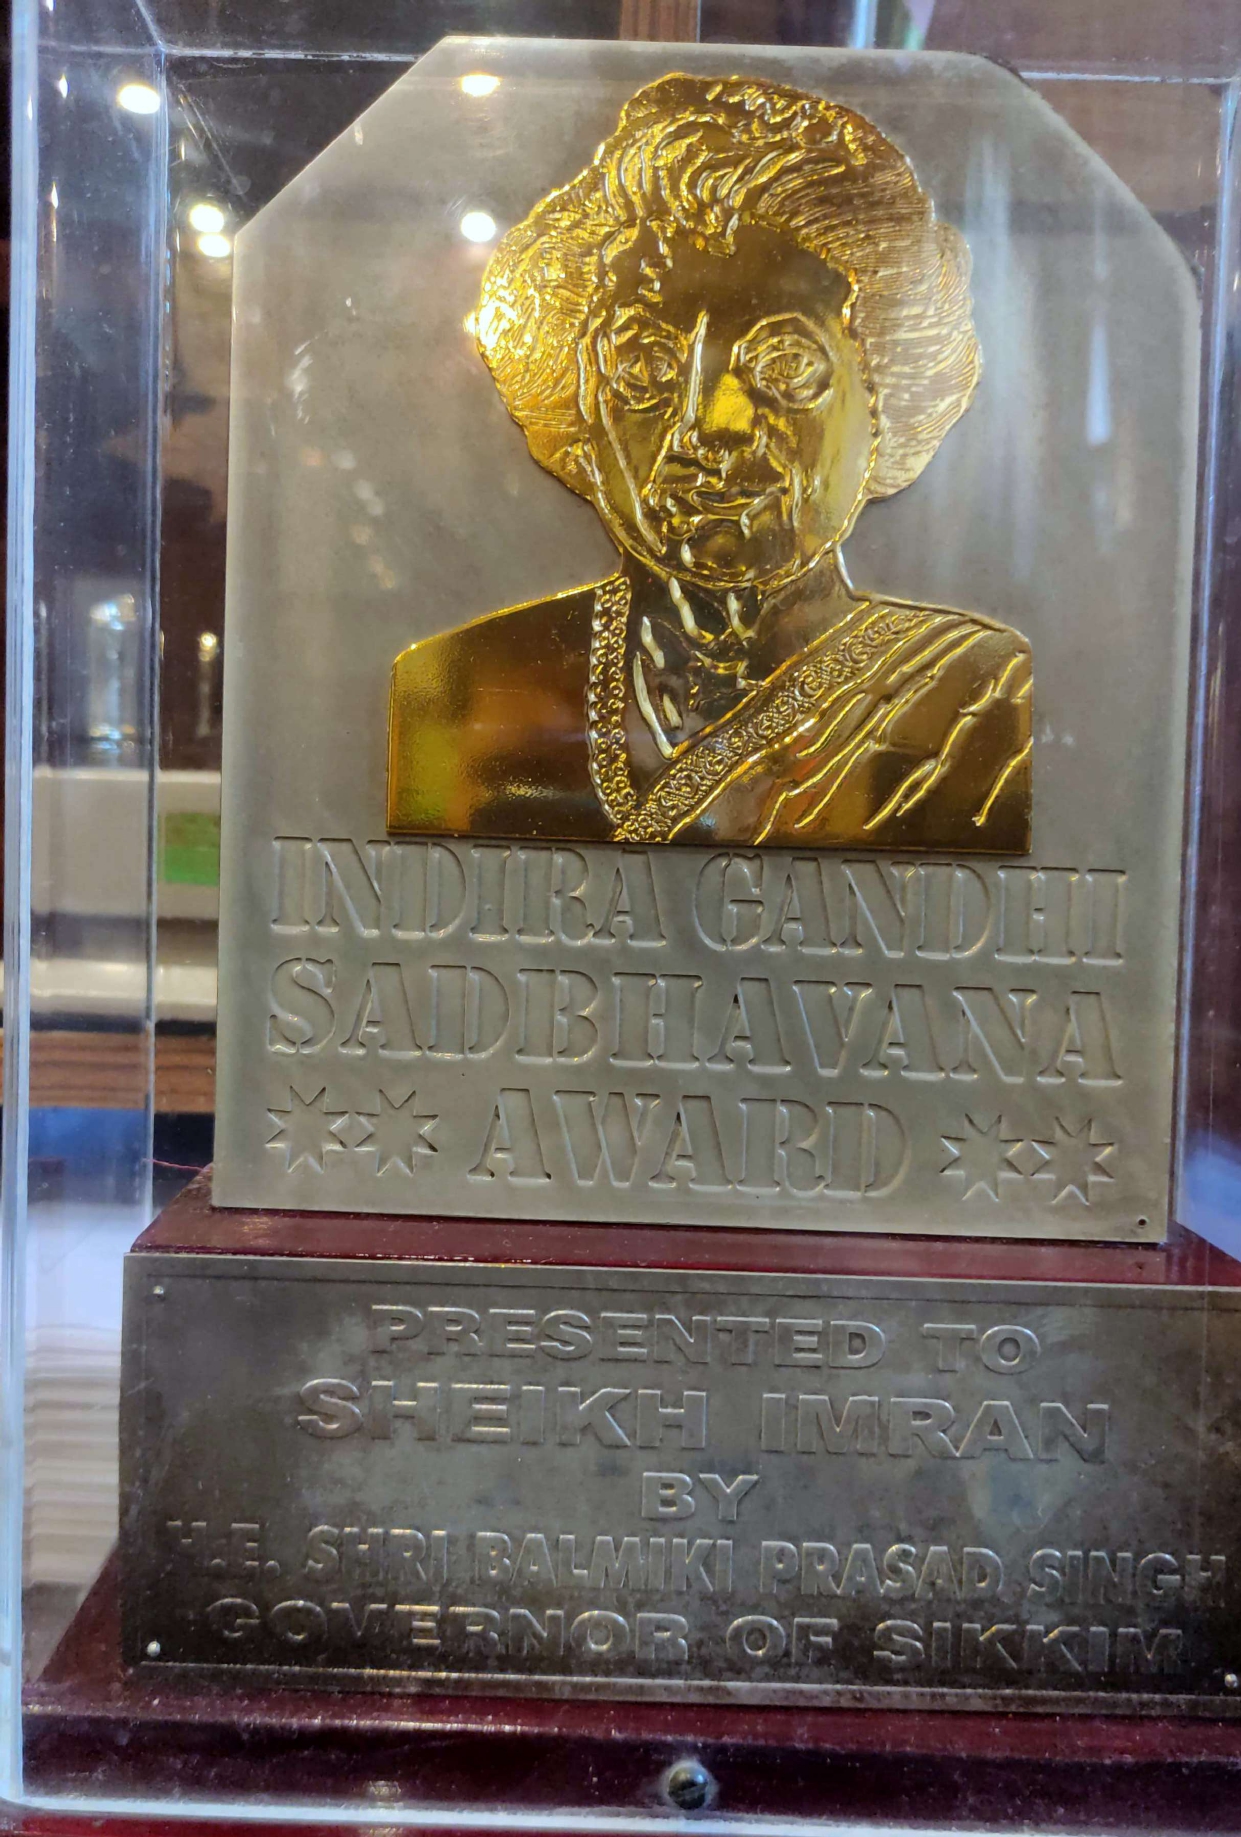 INDIRA GANDHI
SADBHAVANA
AWARD
PRESENTED TO
SHEIKH IMRAN
BY
H.E. SHRI BALMIKI PRASAD SINGH
GOVERNOR OF SIKKIM